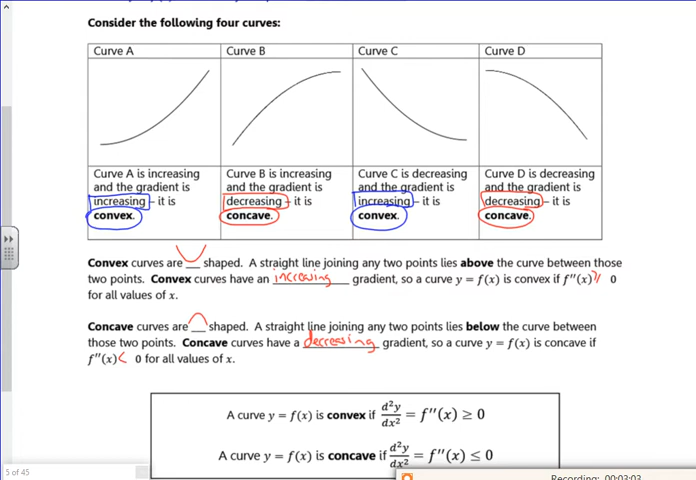 Consider the following four curves:
Curve A
Curve B
Curve C
Curve D
Curve A is increasing
and the gradient is
increasing – it is
convex.
Curve B is increasing
and the gradient is
decreasing – it is
concave.
Curve C is decreasing
and the gradient is
increasing – it is
convex.
Curve D is decreasing
and the gradient is
decreasing – it is
concave.
Convex curves are __ shaped. A straight line joining any two points lies above the curve between those
two points. Convex curves have an increasing gradient, so a curve y = f(x) is convex if f''(x) ≥ 0
for all values of x.
Concave curves are __ shaped. A straight line joining any two points lies below the curve between
those two points. Concave curves have a decreasing gradient, so a curve y = f(x) is concave if
f''(x) < 0 for all values of x.
A curve y = f(x) is convex if d²y/dx² = f''(x) ≥ 0
A curve y = f(x) is concave if d²y/dx² = f''(x) ≤ 0
5 of 45
Recording: 00:03:03